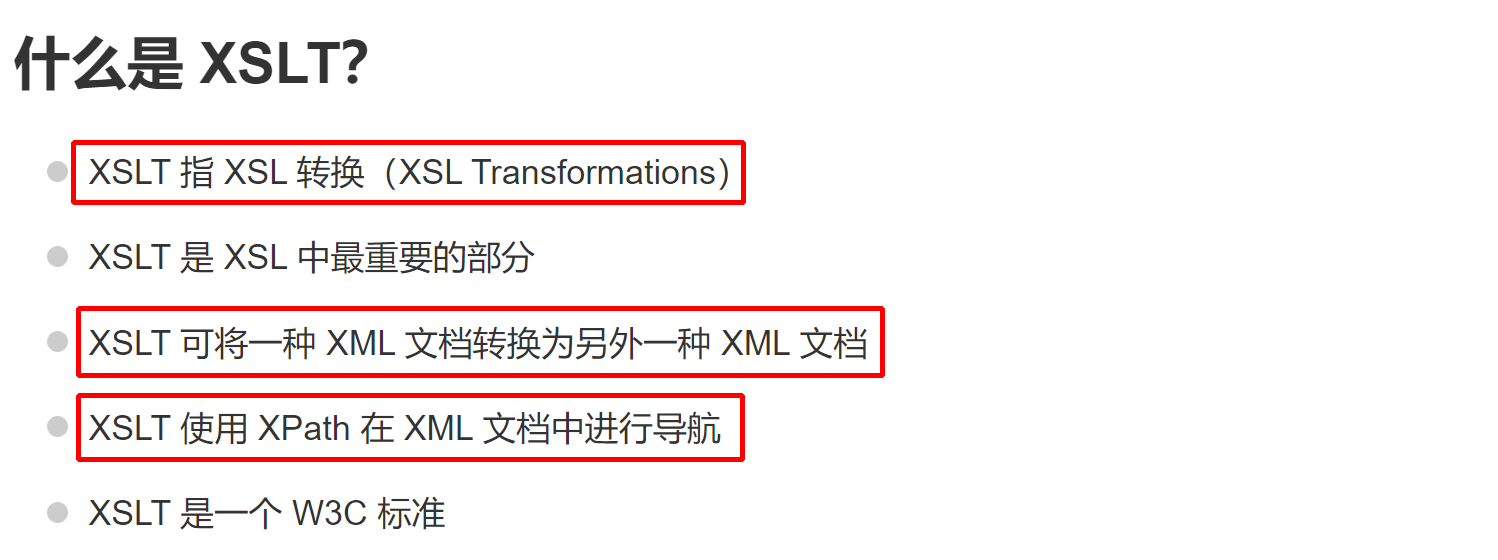 什么是 XSLT？
XSLT 指 XSL 转换（XSL Transformations）
XSLT 是 XSL 中最重要的部分
XSLT 可将一种 XML 文档转换为另外一种 XML 文档
XSLT 使用 XPath 在 XML 文档中进行导航
XSLT 是一个 W3C 标准